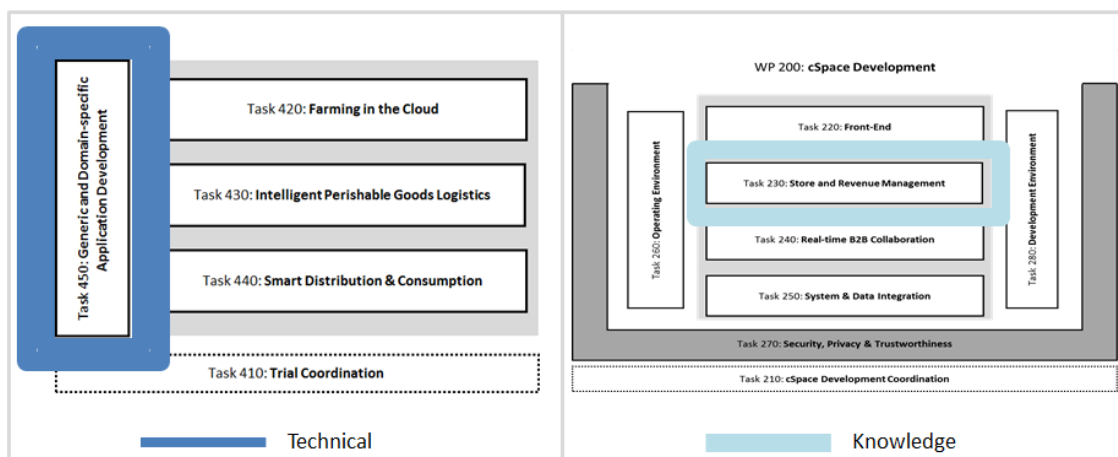 Task 450: Generic and Domain-specific
Application Development
Task 420: Farming in the Cloud
Task 430: Intelligent Perishable Goods Logistics
Task 440: Smart Distribution & Consumption
Task 410: Trial Coordination
Technical
WP 200: cSpace Development
Task 260: Operating Environment
Task 220: Front-End
Task 230: Store and Revenue Management
Task 240: Real-time B2B Collaboration
Task 250: System & Data Integration
Task 280: Development Environment
Task 270: Security, Privacy & Trustworthiness
Task 210: cSpace Development Coordination
Knowledge